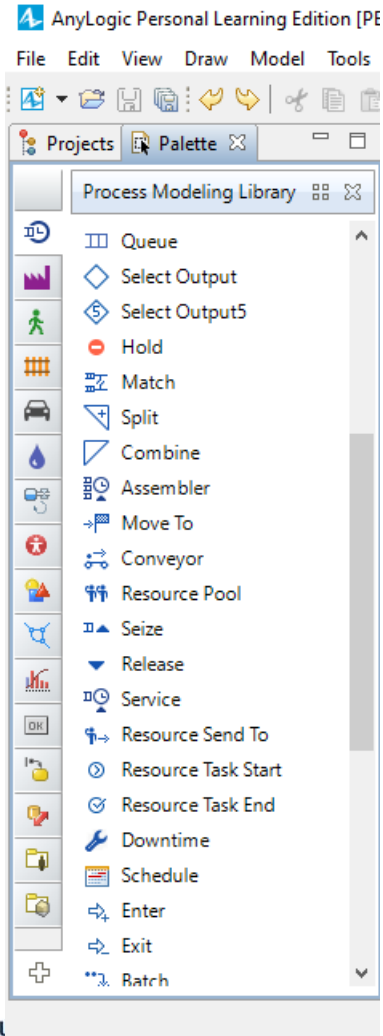 AnyLogic Personal Learning Edition [PE
File Edit View Draw Model Tools
Projects Palette
Process Modeling Library
Queue
Select Output
Select Output5
Hold
Match
Split
Combine
Assembler
Move To
Conveyor
Resource Pool
Seize
Release
Service
Resource Send To
Resource Task Start
OK
Resource Task End
Downtime
Schedule
Enter
Exit
Batch